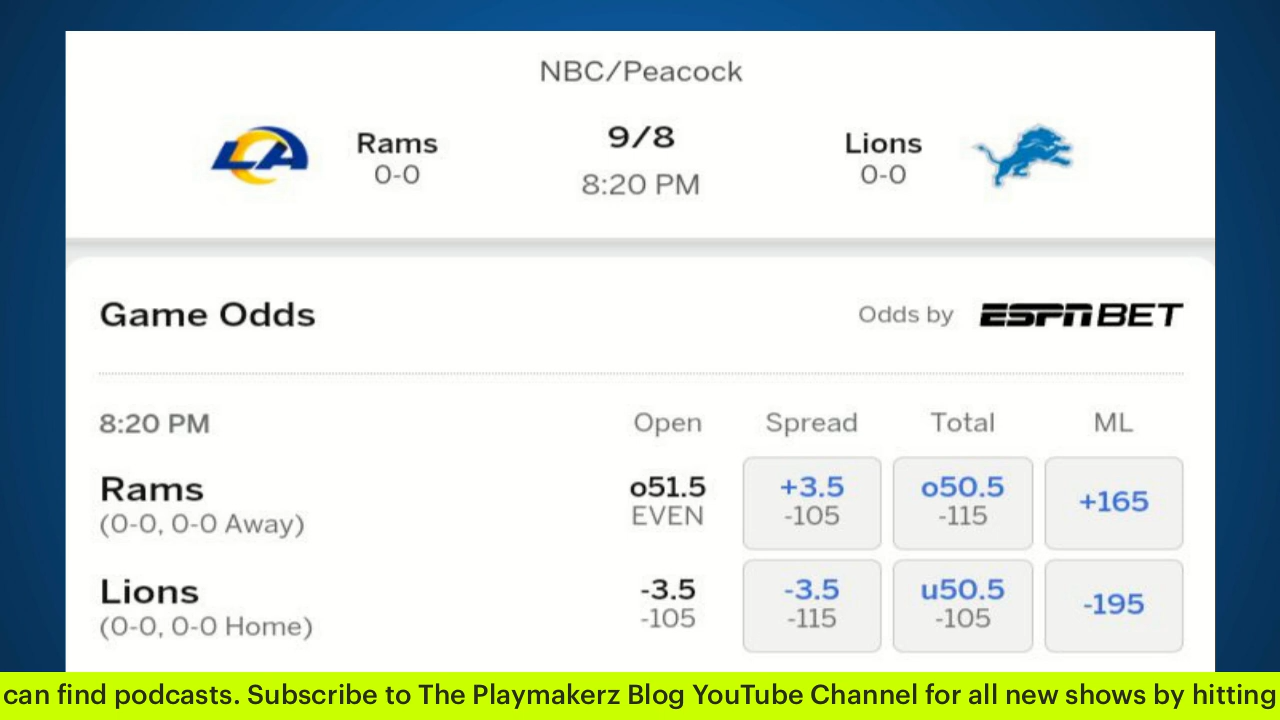 NBC/Peacock
LA Rams 9/8 Lions
0-0 8:20 PM 0-0
Game Odds Odds by ESPN BET
8:20 PM Open Spread Total ML
Rams o51.5 +3.5 o50.5 +165
(0-0, 0-0 Away) EVEN -105 -115
Lions -3.5 -3.5 u50.5 -195
(0-0, 0-0 Home) -105 -115 -105
can find podcasts. Subscribe to The Playmakerz Blog YouTube Channel for all new shows by hitting